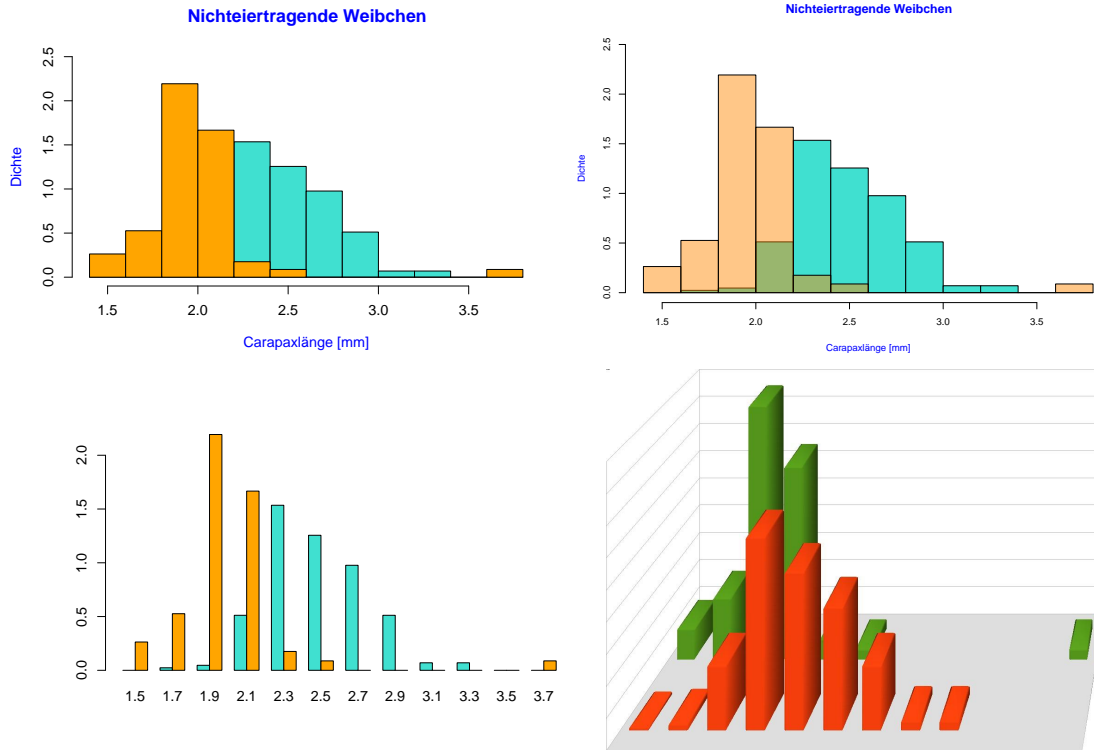 Nichteiertragende Weibchen
2.5
2.0
1.5
1.0
0.5
0.0
Dichte
1.5 2.0 2.5 3.0 3.5
Carapaxlänge [mm]
Nichteiertragende Weibchen
2.5
2.0
1.5
1.0
0.5
0.0
Dichte
1.5 2.0 2.5 3.0 3.5
Carapaxlänge [mm]
2.0
1.5
1.0
0.5
0.0
1.5 1.7 1.9 2.1 2.3 2.5 2.7 2.9 3.1 3.3 3.5 3.7